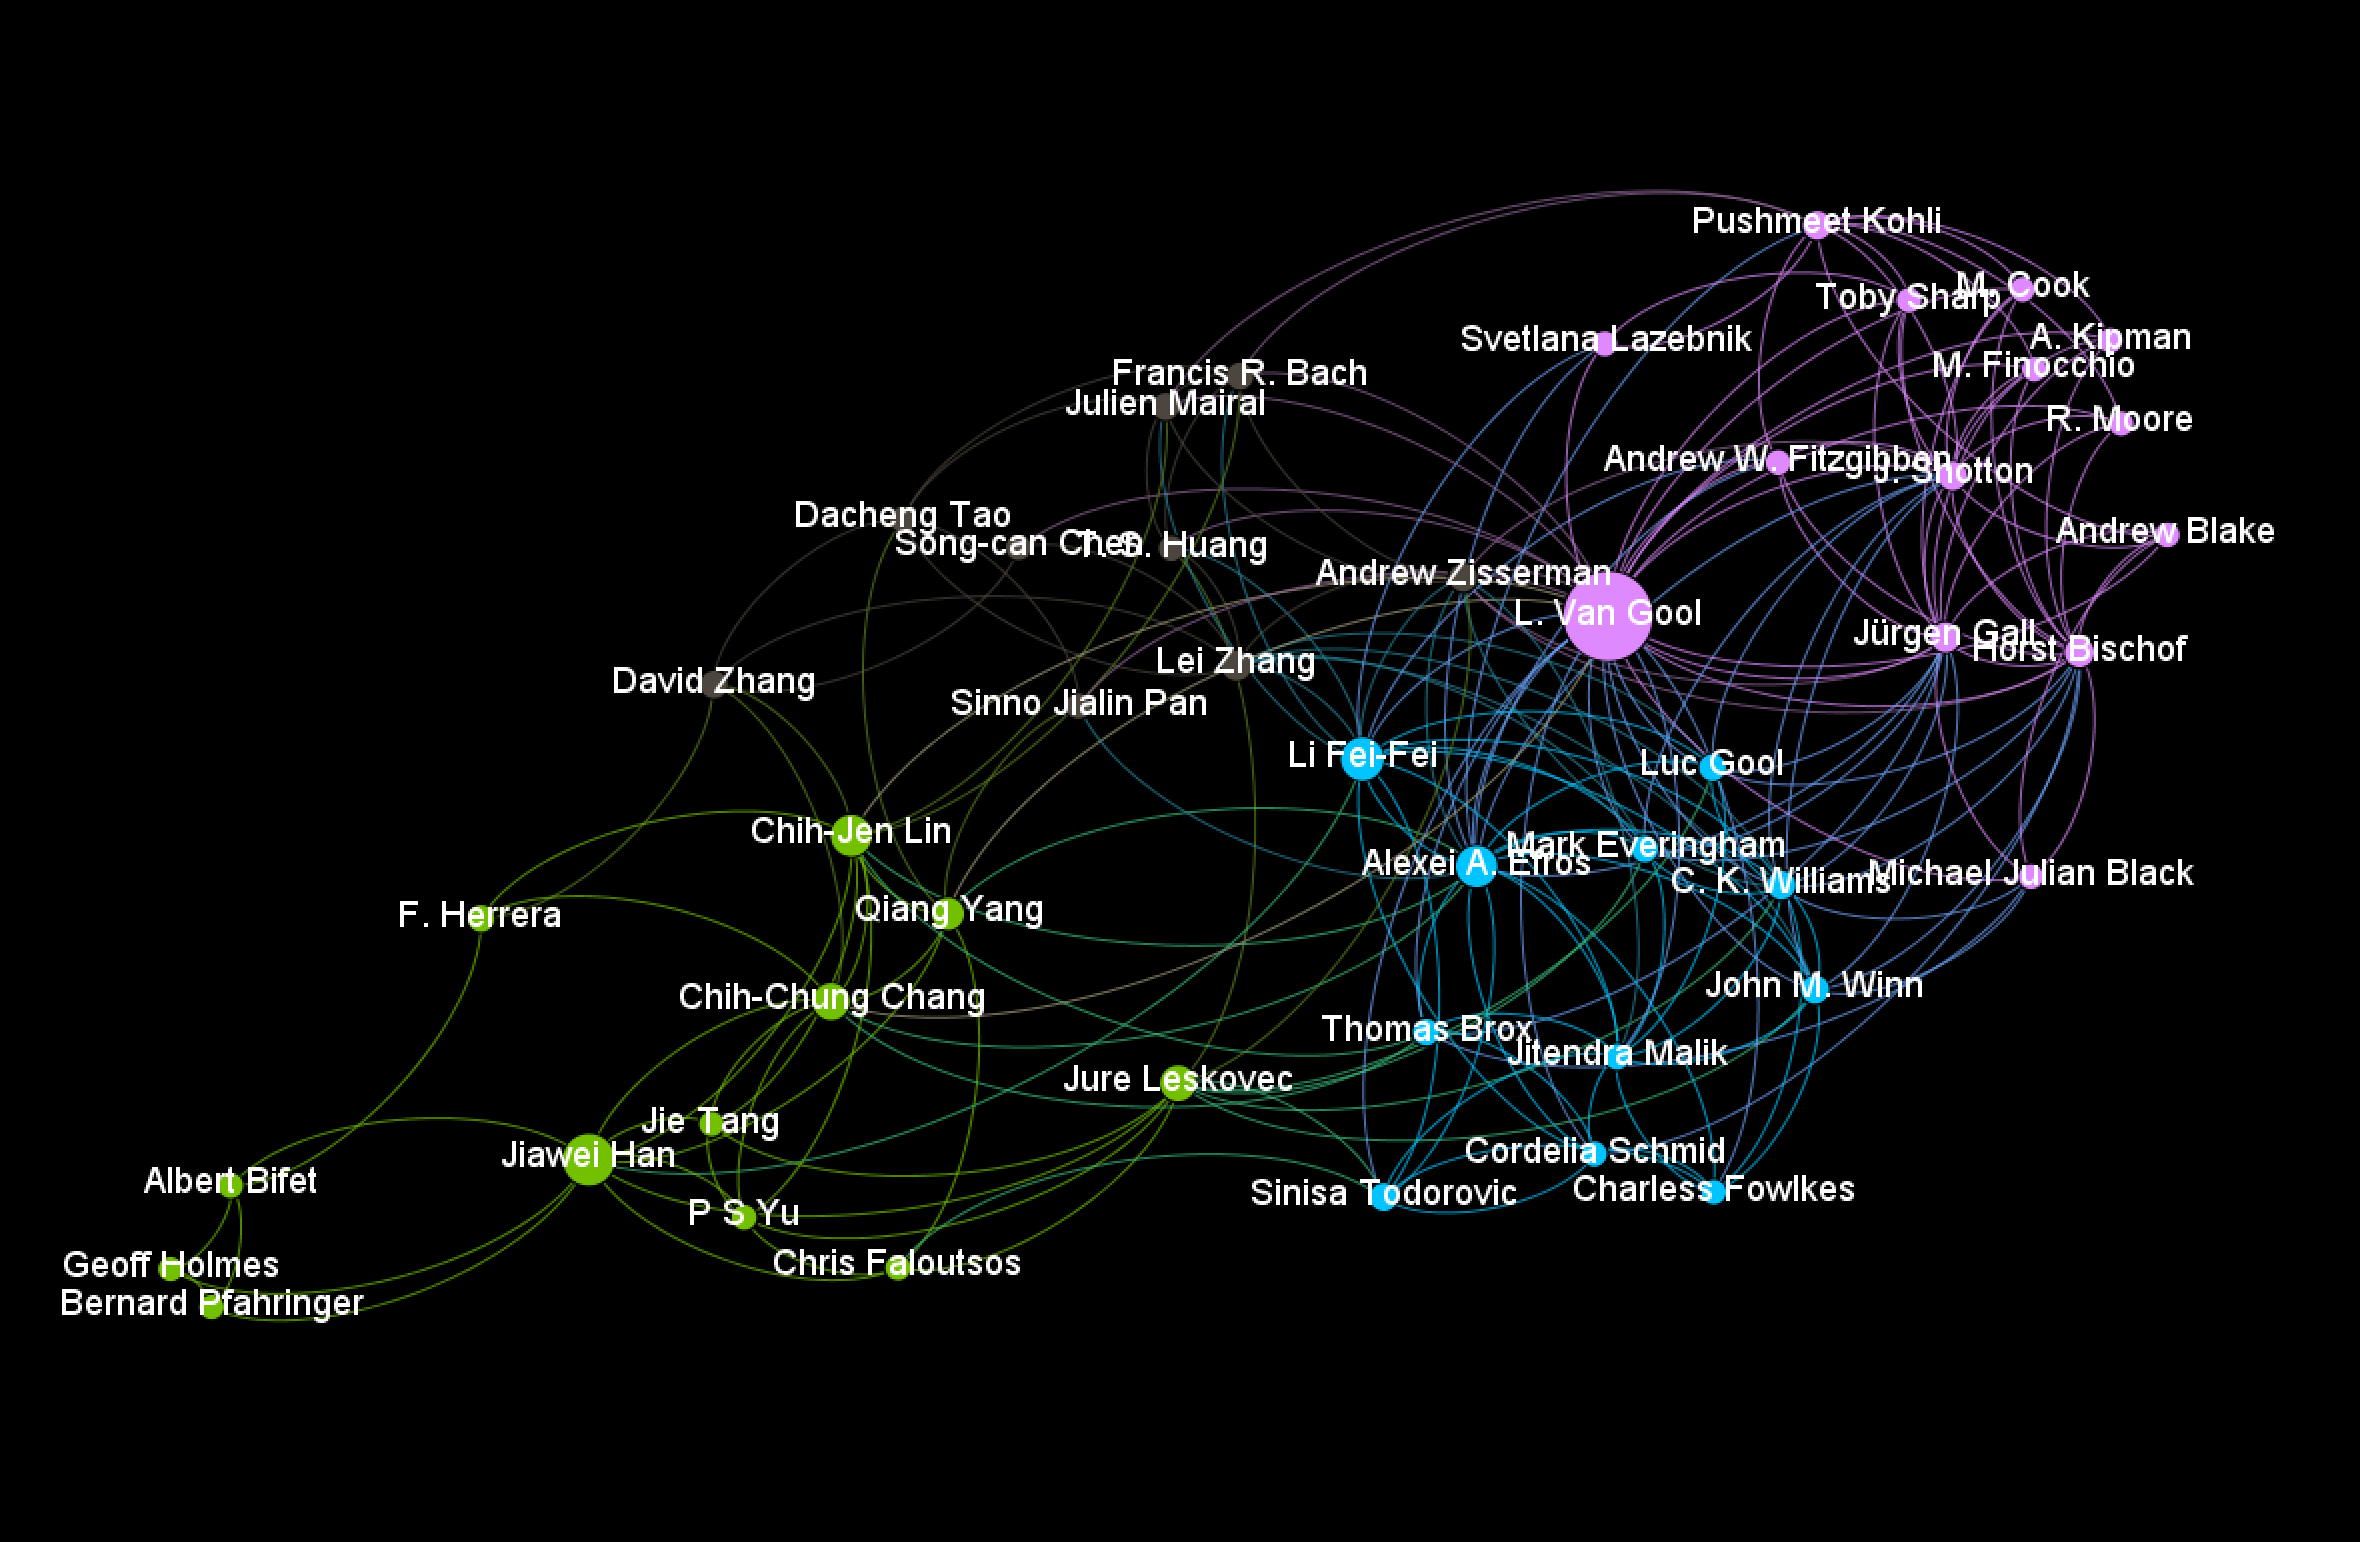 Pushmeet Kohli
M. Cook
Toby Sharp
A. Kipman
Svetlana Lazebnik
M. Finocchio
Francis R. Bach
Julien Mairal
R. Moore
Andrew W. Fitzgibbon
J. Shotton
Dacheng Tao
Andrew Blake
Song-can Chen
T. S. Huang
Andrew Zisserman
L. Van Gool
Jürgen Gall
Horst Bischof
Lei Zhang
David Zhang
Sinno Jialin Pan
Li Fei-Fei
Luc Gool
Chih-Jen Lin
Mark Everingham
Alexei A. Efros
Michael Julian Black
C. K. Williams
Qiang Yang
F. Herrera
John M. Winn
Chih-Chung Chang
Thomas Brox
Jitendra Malik
Jure Leskovec
Jie Tang
Cordelia Schmid
Jiawei Han
Albert Bifet
Charless Fowlkes
Sinisa Todorovic
P S Yu
Chris Faloutsos
Geoff Holmes
Bernard Pfahringer